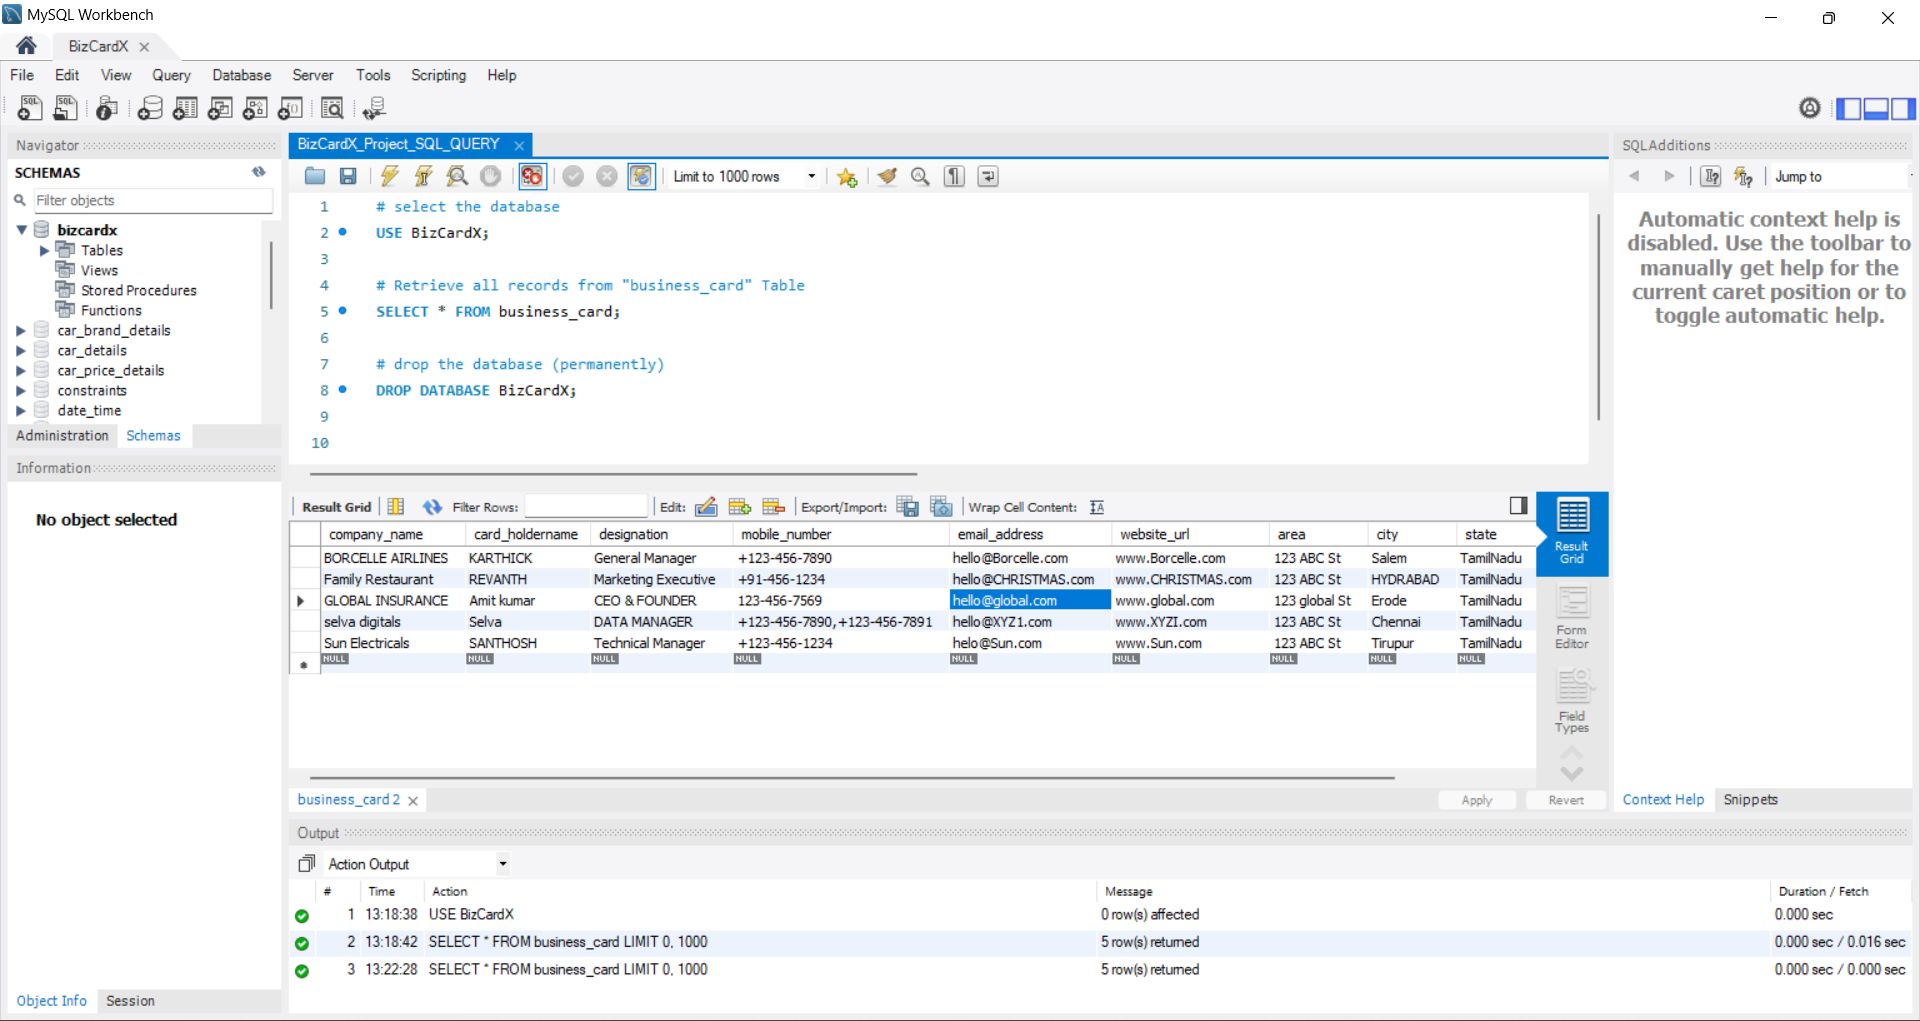 MySQL Workbench
BizCardX
File Edit View Query Database Server Tools Scripting Help
Navigator
SCHEMAS
Filter objects
bizcardx
Tables
Views
Stored Procedures
Functions
car_brand_details
car_details
car_price_details
constraints
date_time
Administration Schemas
Information
No object selected
Object Info Session
BizCardX_Project_SQL_QUERY
Limit to 1000 rows
1 # select the database
2 USE BizCardX;
3
4 # Retrieve all records from "business_card" Table
5 SELECT * FROM business_card;
6
7 # drop the database (permanently)
8 DROP DATABASE BizCardX;
9
10
Result Grid Filter Rows: Edit: Export/Import: Wrap Cell Content:
company_name card_holdername designation mobile_number email_address website_url area city state
BORCELLE AIRLINES KARTHICK General Manager +123-456-7890 hello@Borcelle.com www.Borcelle.com 123 ABC St Salem TamilNadu
Family Restaurant REVANTH Marketing Executive +91-456-1234 hello@CHRISTMAS.com www.CHRISTMAS.com 123 ABC St HYDRABAD TamilNadu
GLOBAL INSURANCE Amit kumar CEO & FOUNDER 123-456-7569 hello@global.com www.global.com 123 global St Erode TamilNadu
selva digitals Selva DATA MANAGER +123-456-7890,+123-456-7891 hello@XYZ1.com www.XYZI.com 123 ABC St Chennai TamilNadu
Sun Electricals SANTHOSH Technical Manager +123-456-1234 helo@Sun.com www.Sun.com 123 ABC St Tirupur TamilNadu
NULL NULL NULL NULL NULL NULL NULL NULL NULL
Result
Grid
Form
Editor
Field
Types
business_card 2
Apply Revert
SQLAdditions
Jump to
Automatic context help is
disabled. Use the toolbar to
manually get help for the
current caret position or to
toggle automatic help.
Context Help Snippets
Output
Action Output
# Time Action Message Duration / Fetch
1 13:18:38 USE BizCardX 0 row(s) affected 0.000 sec
2 13:18:42 SELECT * FROM business_card LIMIT 0, 1000 5 row(s) returned 0.000 sec / 0.016 sec
3 13:22:28 SELECT * FROM business_card LIMIT 0, 1000 5 row(s) returned 0.000 sec / 0.000 sec